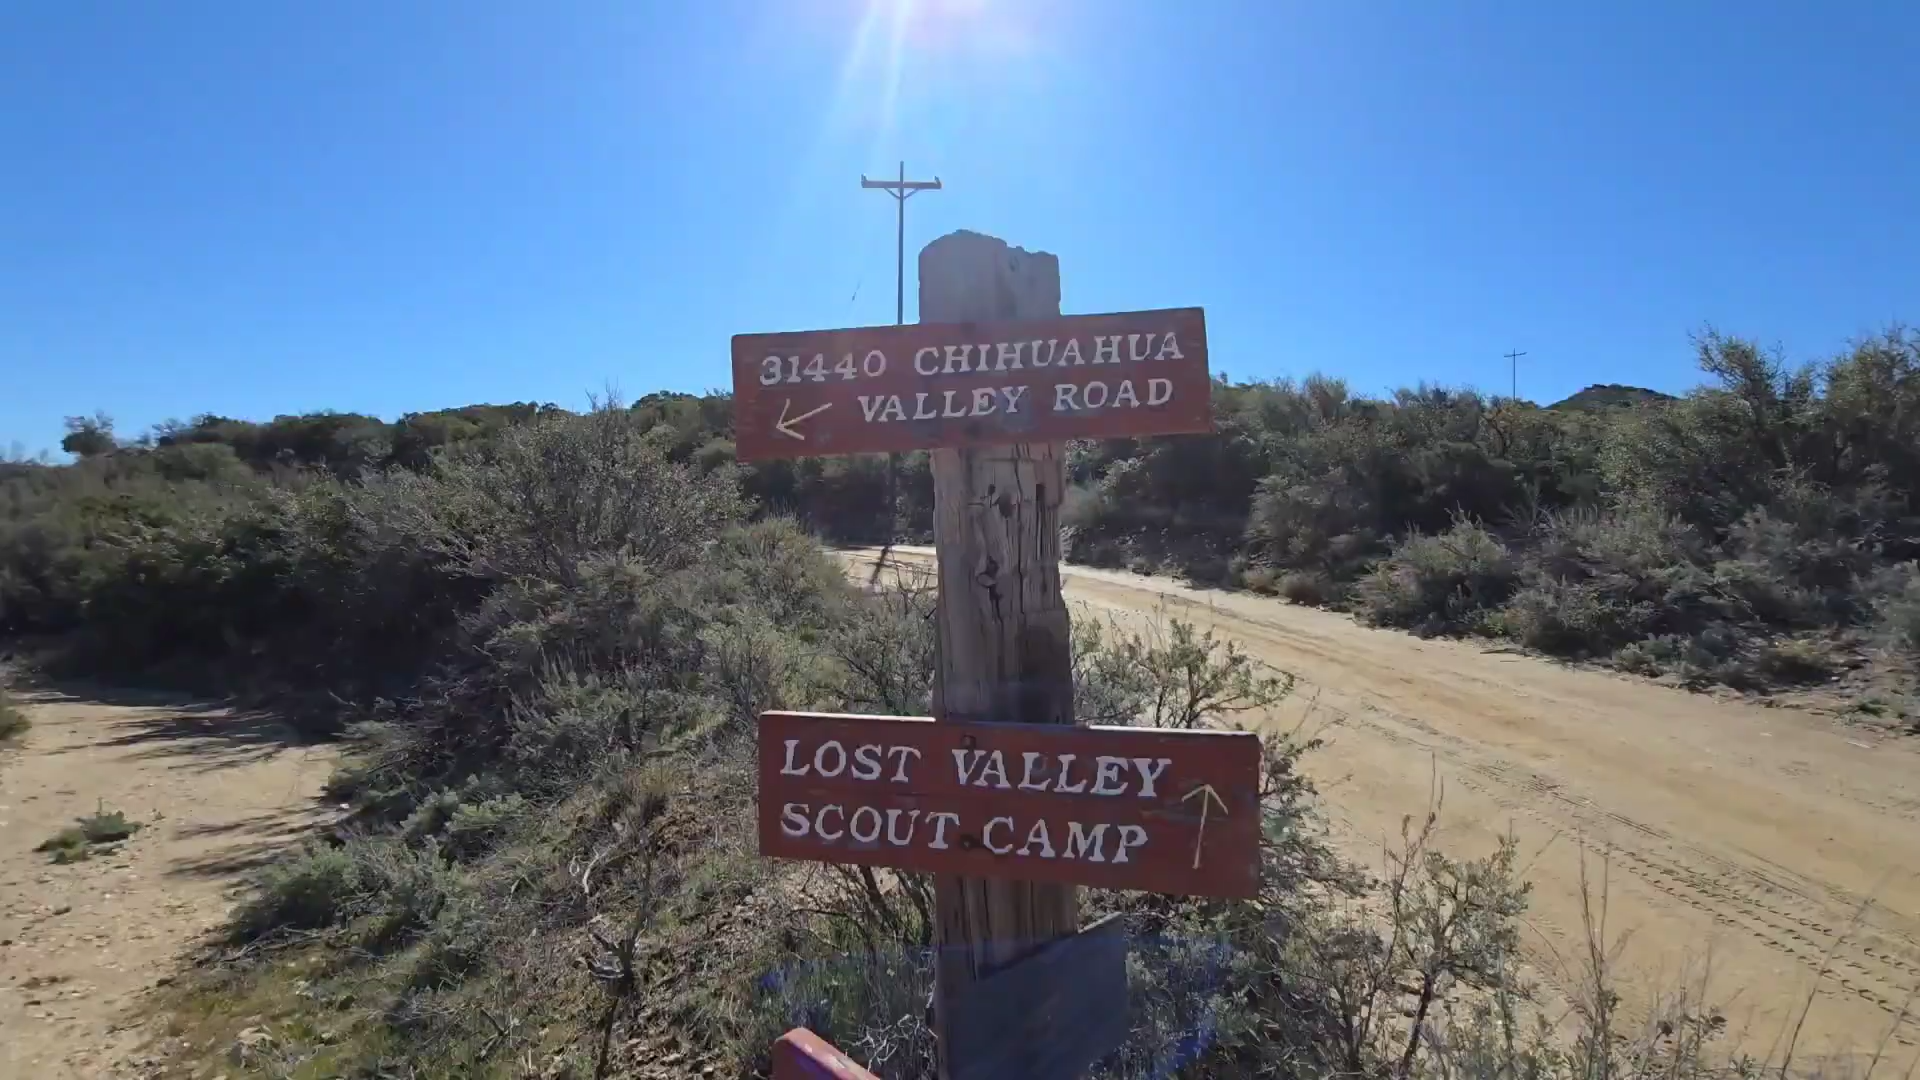 31440 CHIHUAHUA
← VALLEY ROAD
LOST VALLEY
SCOUT CAMP ↑